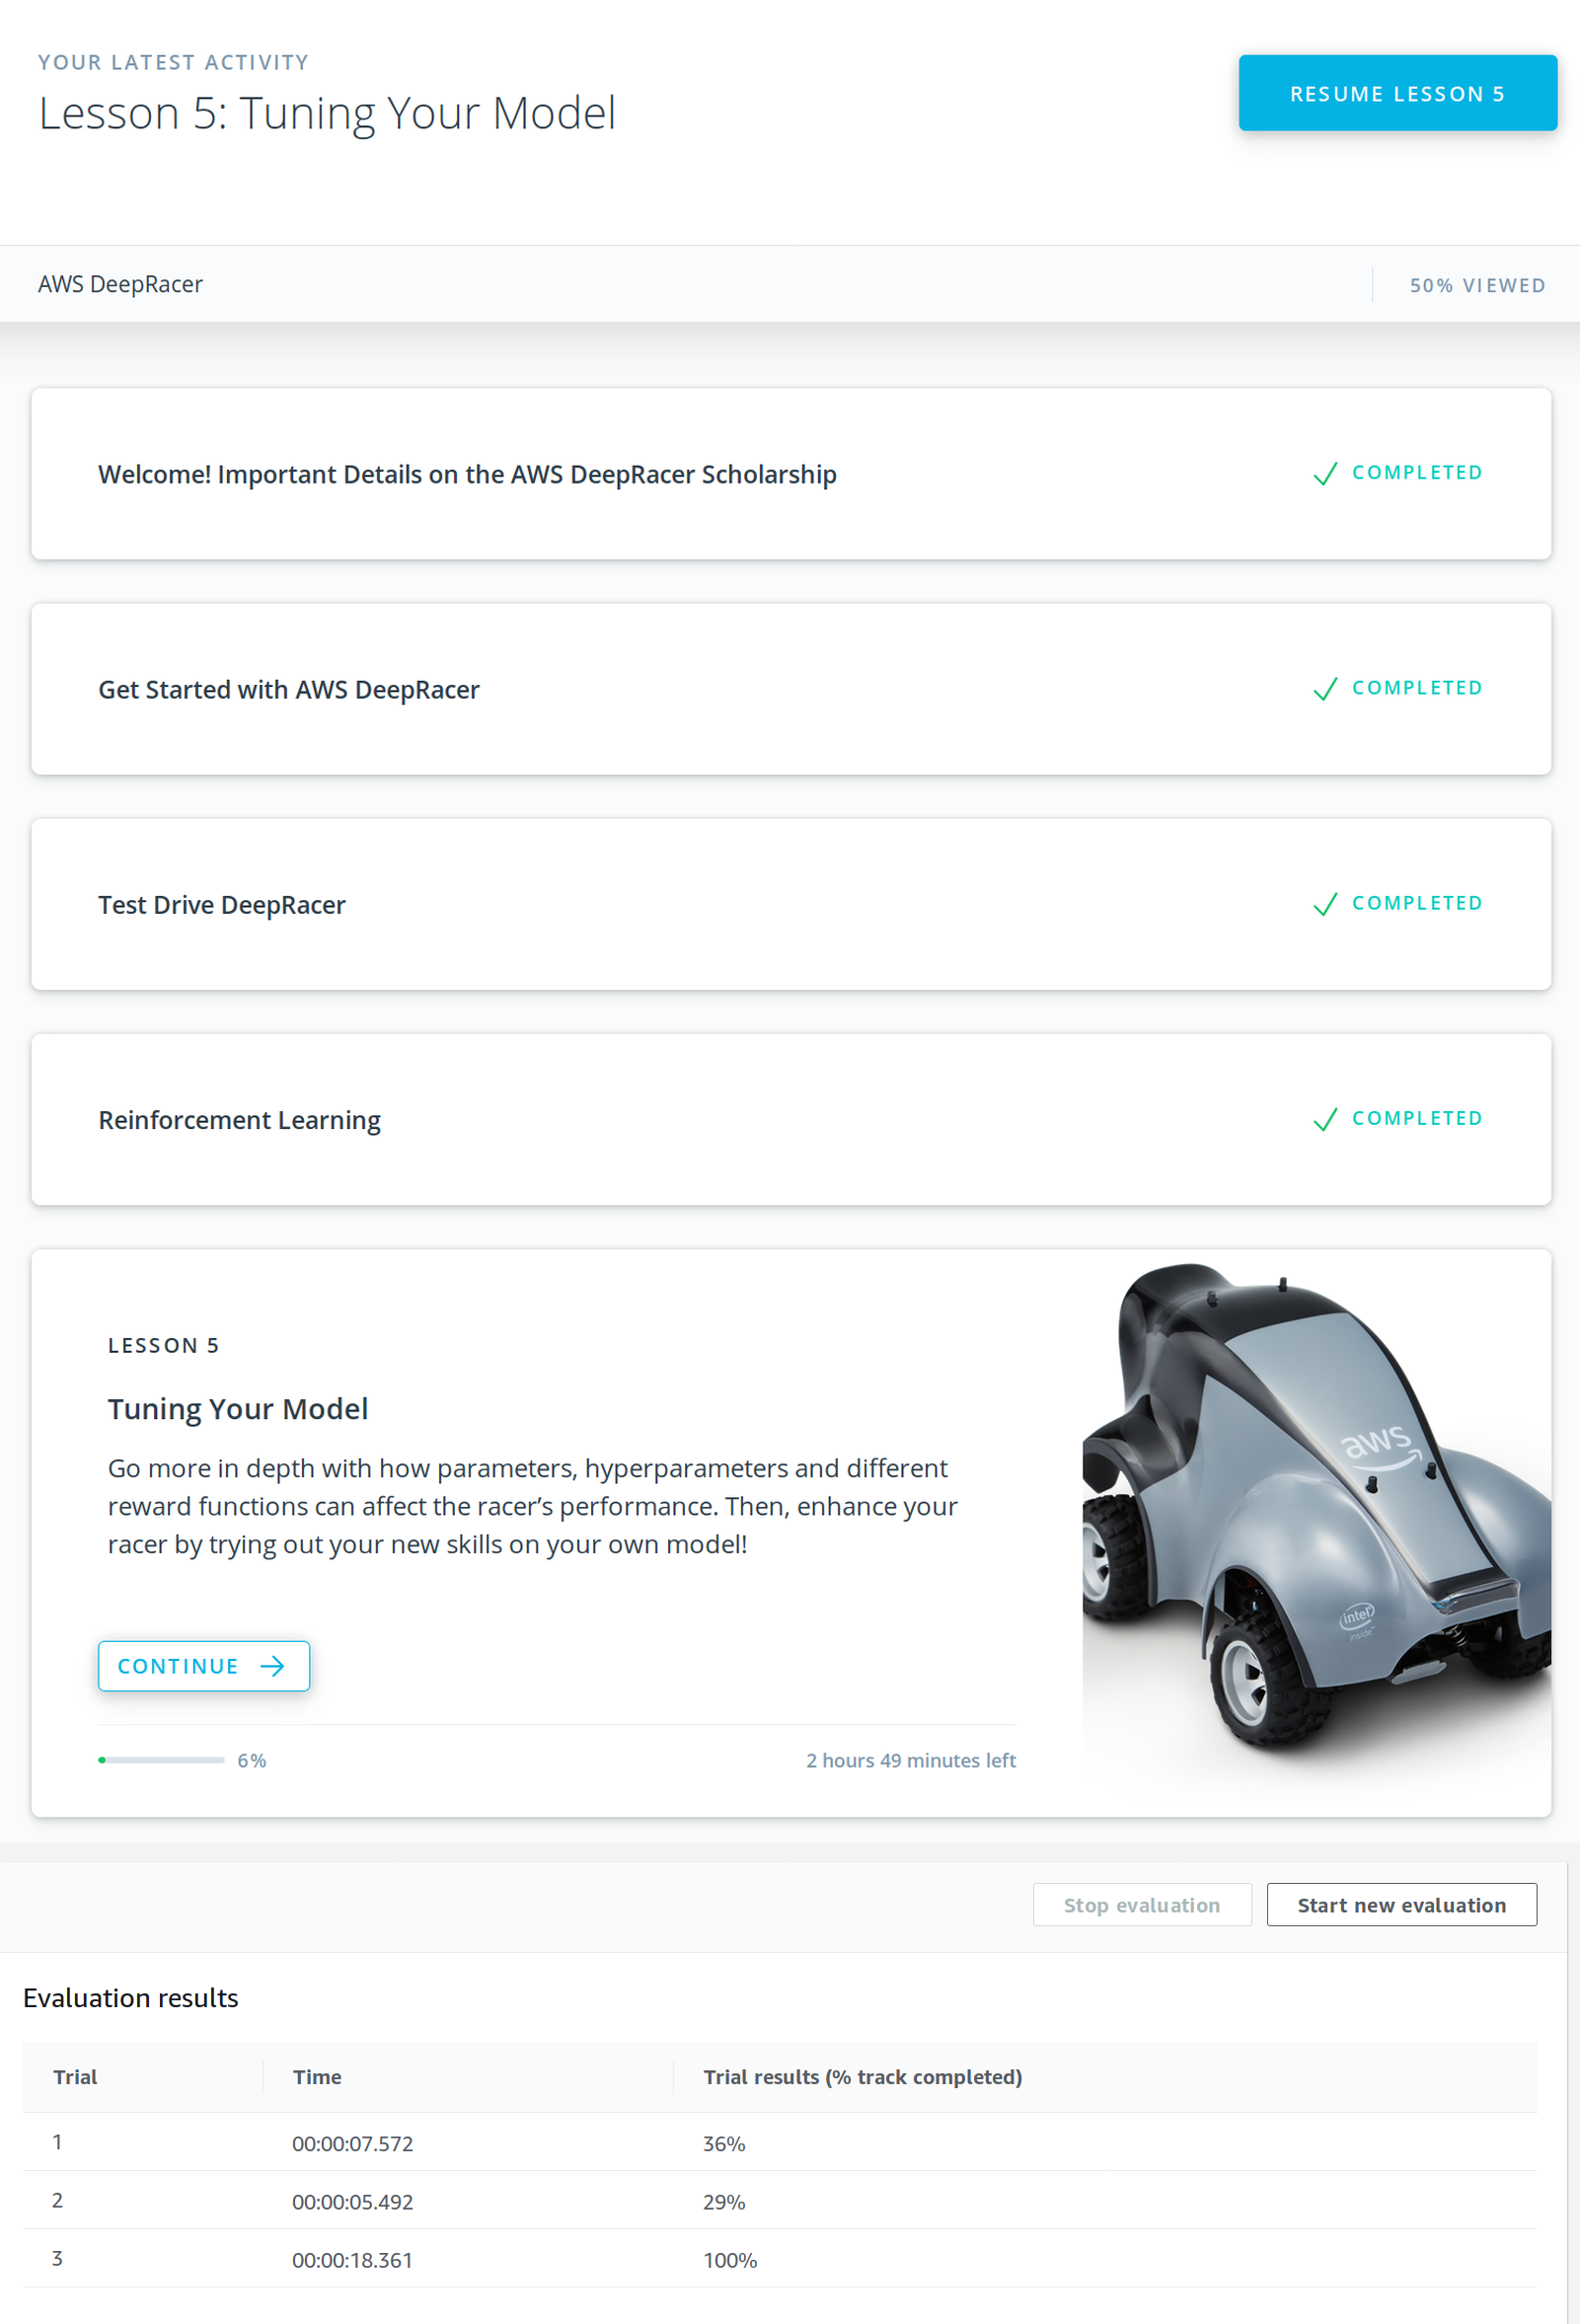 YOUR LATEST ACTIVITY
Lesson 5: Tuning Your Model
RESUME LESSON 5
AWS DeepRacer
50% VIEWED
Welcome! Important Details on the AWS DeepRacer Scholarship
COMPLETED
Get Started with AWS DeepRacer
COMPLETED
Test Drive DeepRacer
COMPLETED
Reinforcement Learning
COMPLETED
LESSON 5
Tuning Your Model
Go more in depth with how parameters, hyperparameters and different
reward functions can affect the racer’s performance. Then, enhance your
racer by trying out your new skills on your own model!
CONTINUE
6%
2 hours 49 minutes left
aws
intel
inside™
Stop evaluation
Start new evaluation
Evaluation results
Trial Time Trial results (% track completed)
1 00:00:07.572 36%
2 00:00:05.492 29%
3 00:00:18.361 100%